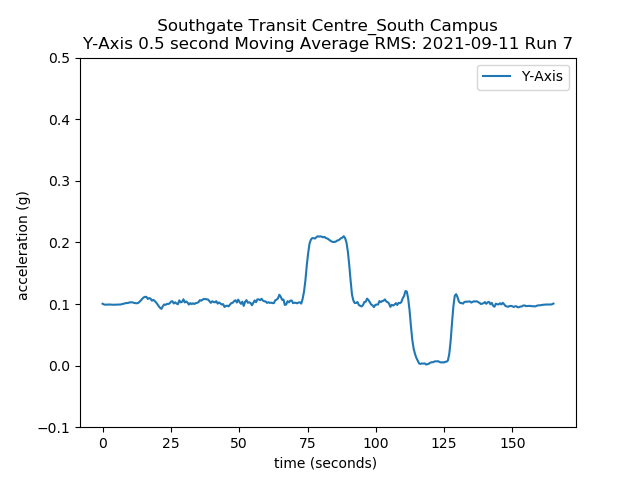 Southgate Transit Centre_South Campus
Y-Axis 0.5 second Moving Average RMS: 2021-09-11 Run 7
Y-Axis
0.5
0.4
0.3
0.2
0.1
0.0
−0.1
acceleration (g)
0 25 50 75 100 125 150
time (seconds)